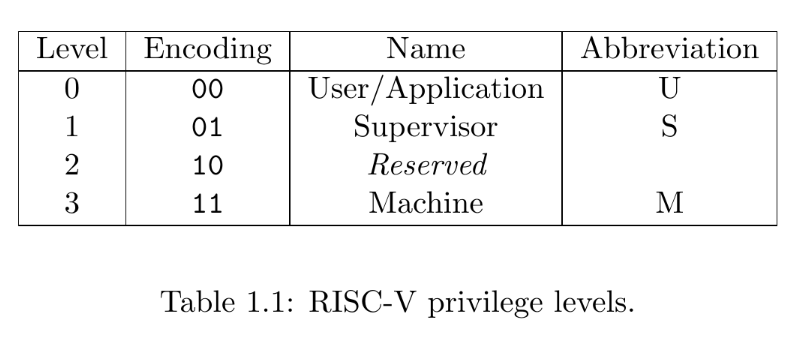 Level Encoding Name Abbreviation
0 00 User/Application U
1 01 Supervisor S
2 10 Reserved
3 11 Machine M
Table 1.1: RISC-V privilege levels.